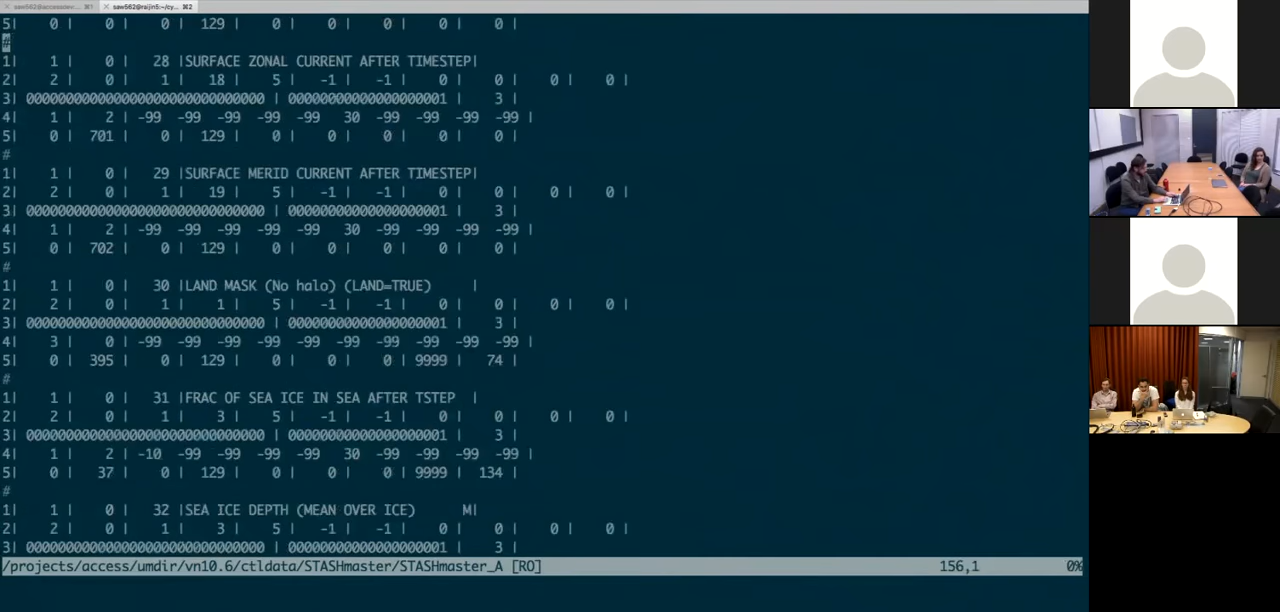 saw562@accessdev:... ⌘1 saw562@raijin5:~/cy... ⌘2
5| 0 | 0 | 0 | 129 | 0 | 0 | 0 | 0 | 0 |
#
1| 1 | 0 | 28 |SURFACE ZONAL CURRENT AFTER TIMESTEP|
2| 2 | 0 | 1 | 18 | 5 | -1 | -1 | 0 | 0 | 0 | 0 |
3| 000000000000000000000000000000 | 00000000000000000001 | 3 |
4| 1 | 2 | -99 -99 -99 -99 30 -99 -99 -99 -99 |
5| 0 | 701 | 0 | 129 | 0 | 0 | 0 | 0 | 0 |
#
1| 1 | 0 | 29 |SURFACE MERID CURRENT AFTER TIMESTEP|
2| 2 | 0 | 1 | 19 | 5 | -1 | -1 | 0 | 0 | 0 | 0 |
3| 000000000000000000000000000000 | 00000000000000000001 | 3 |
4| 1 | 2 | -99 -99 -99 -99 30 -99 -99 -99 -99 |
5| 0 | 702 | 0 | 129 | 0 | 0 | 0 | 0 | 0 |
#
1| 1 | 0 | 30 |LAND MASK (No halo) (LAND=TRUE) |
2| 2 | 0 | 1 | 1 | 5 | -1 | -1 | 0 | 0 | 0 | 0 |
3| 000000000000000000000000000000 | 00000000000000000001 | 3 |
4| 3 | 0 | -99 -99 -99 -99 -99 -99 -99 -99 -99 |
5| 0 | 395 | 0 | 129 | 0 | 0 | 0 | 9999 | 74 |
#
1| 1 | 0 | 31 |FRAC OF SEA ICE IN SEA AFTER TSTEP |
2| 2 | 0 | 1 | 3 | 5 | -1 | -1 | 0 | 0 | 0 | 0 |
3| 000000000000000000000000000000 | 00000000000000000001 | 3 |
4| 1 | 2 | -10 -99 -99 -99 30 -99 -99 -99 -99 |
5| 0 | 37 | 0 | 129 | 0 | 0 | 0 | 9999 | 134 |
#
1| 1 | 0 | 32 |SEA ICE DEPTH (MEAN OVER ICE) M|
2| 2 | 0 | 1 | 3 | 5 | -1 | -1 | 0 | 0 | 0 | 0 |
3| 000000000000000000000000000000 | 00000000000000000001 | 3 |
/projects/access/umdir/vn10.6/ctldata/STASHmaster/STASHmaster_A [RO] 156,1 0%